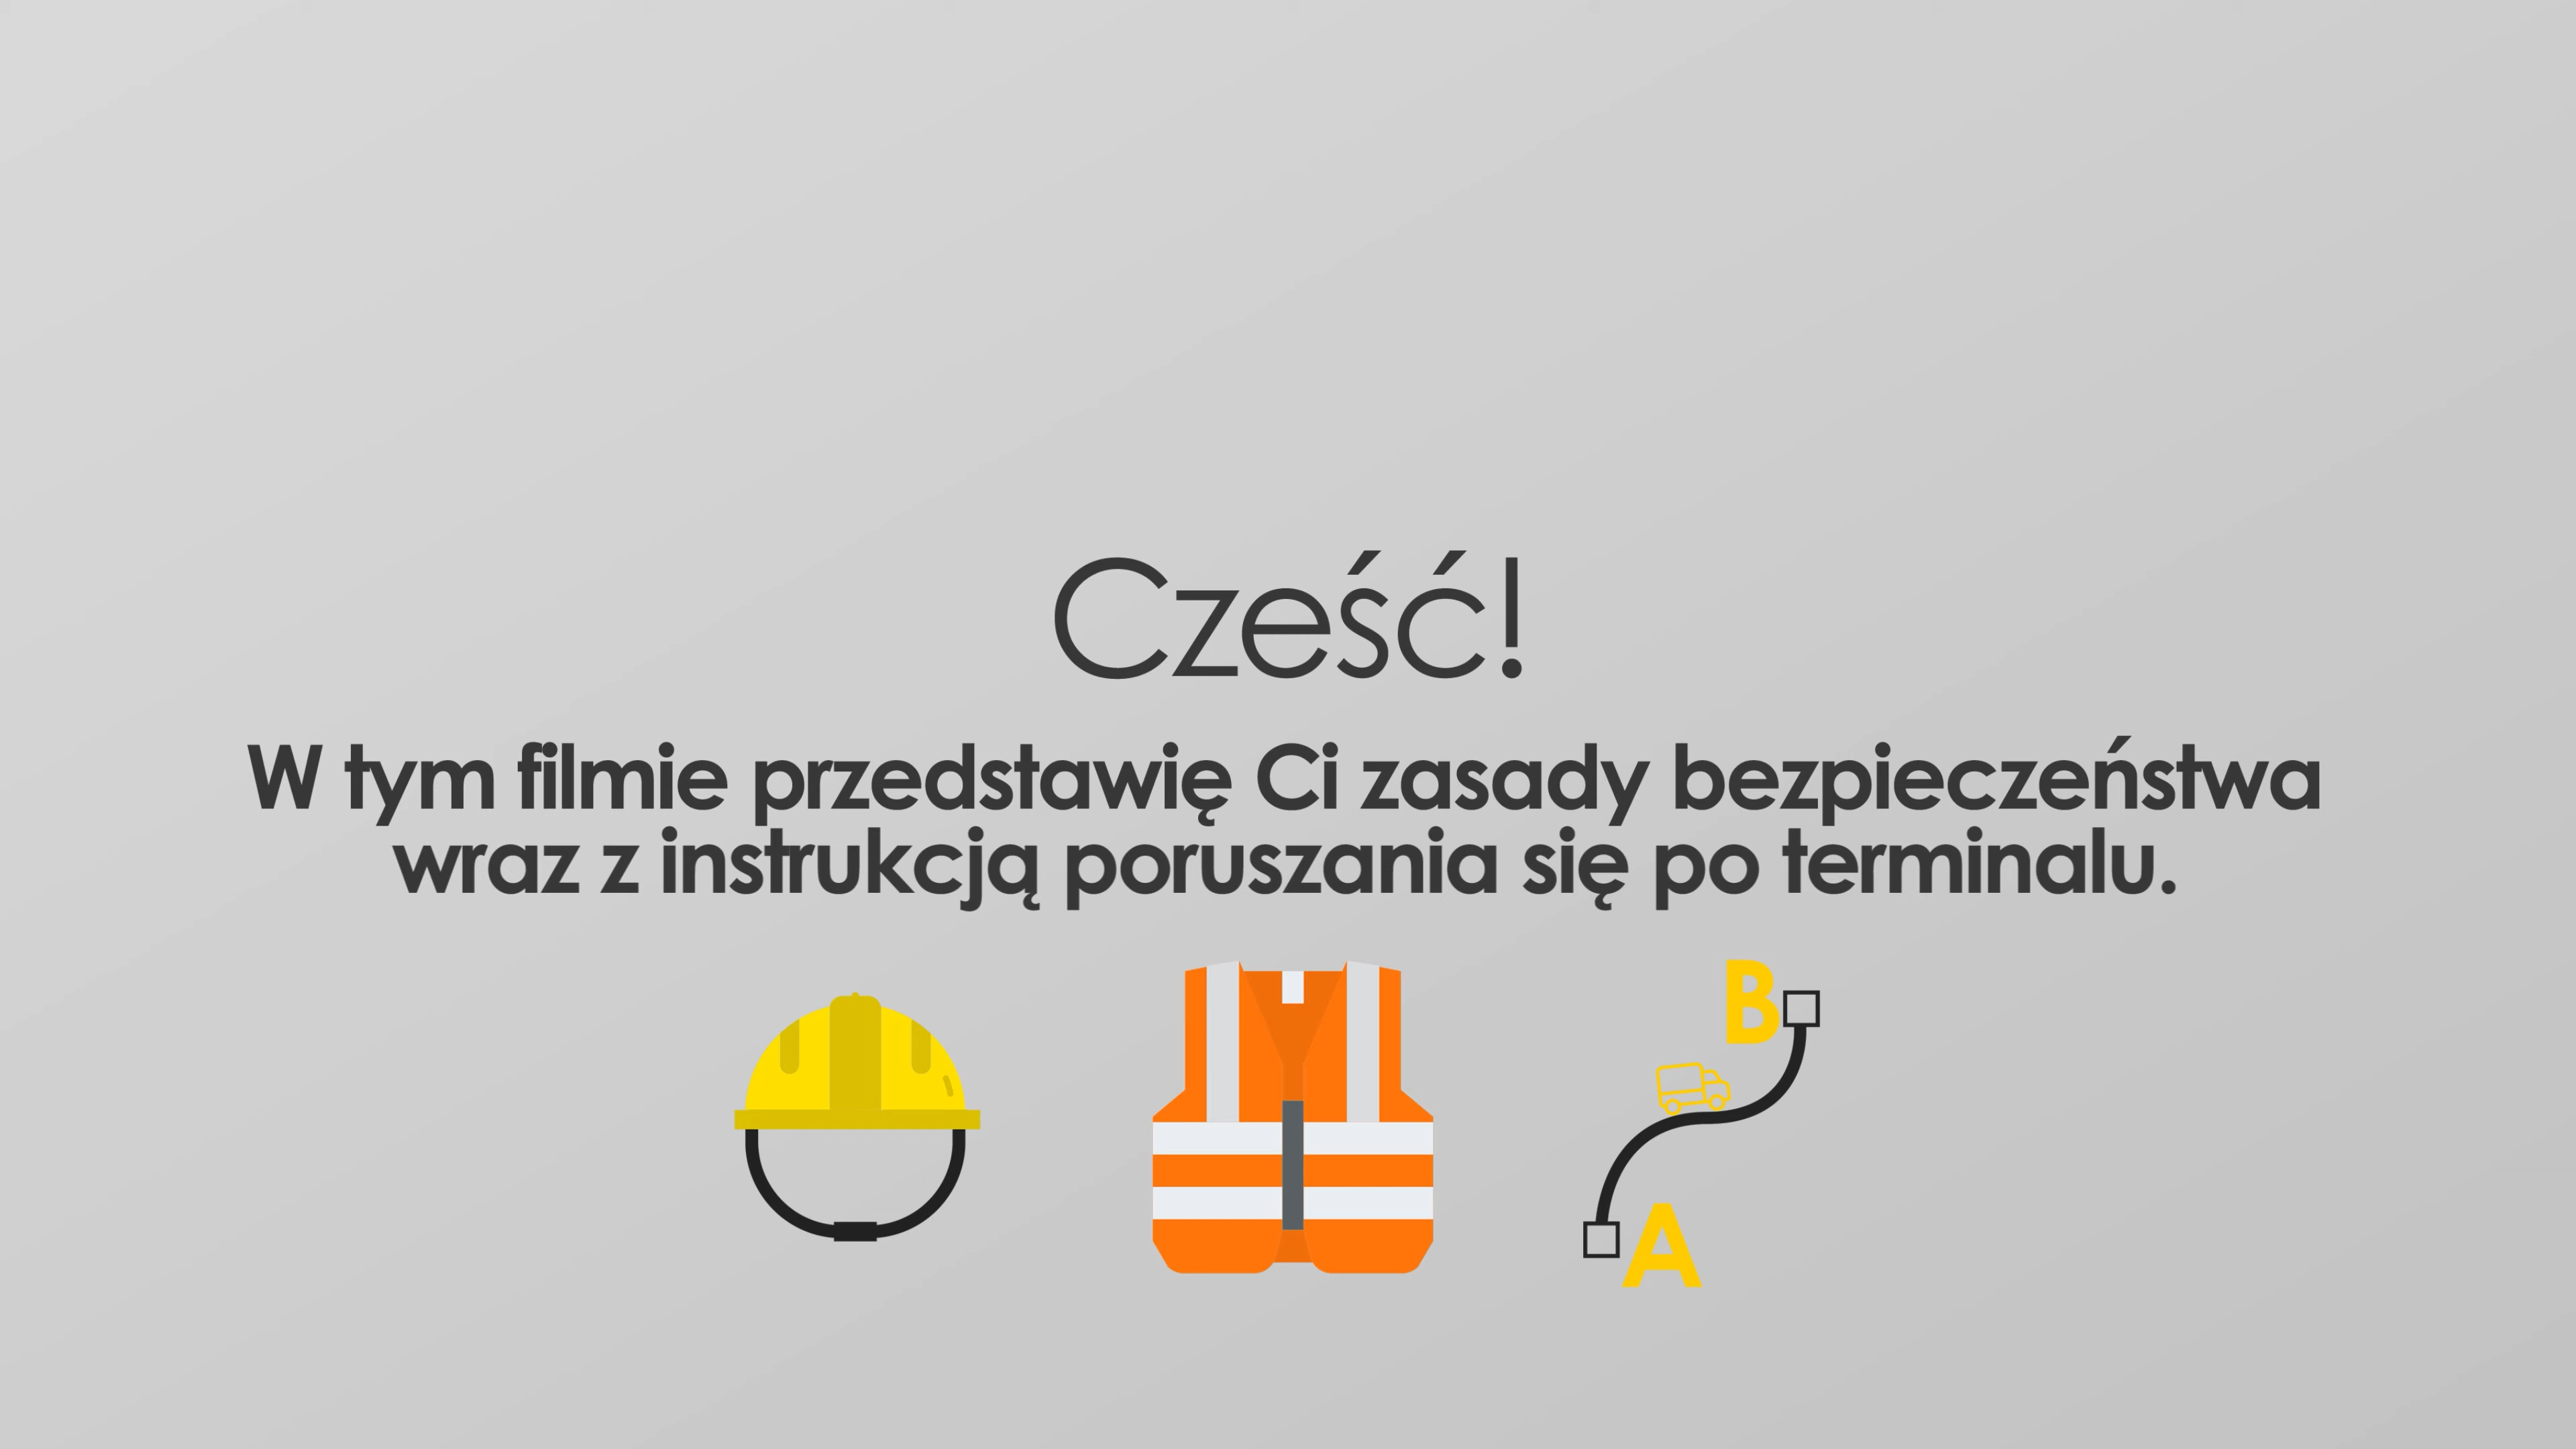 Cześć!
W tym filmie przedstawię Ci zasady bezpieczeństwa
wraz z instrukcją poruszania się po terminalu.
B
A